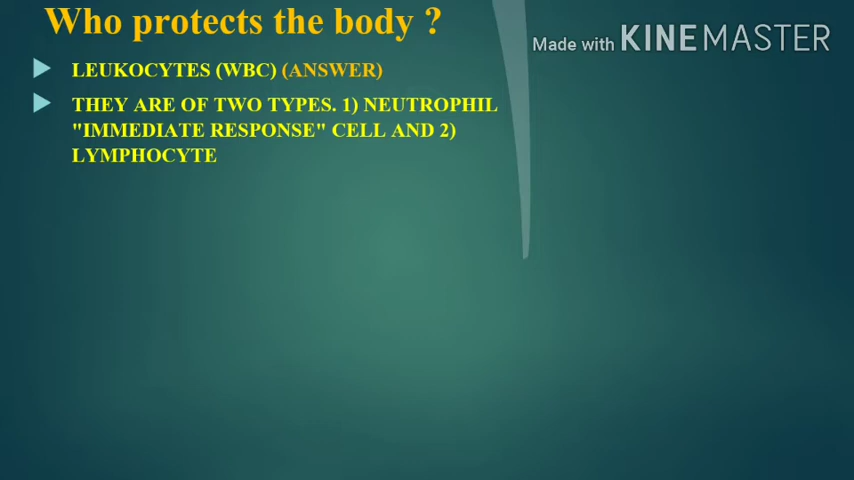 Who protects the body ?
Made with KINEMASTER
LEUKOCYTES (WBC) (ANSWER)
THEY ARE OF TWO TYPES. 1) NEUTROPHIL
"IMMEDIATE RESPONSE" CELL AND 2)
LYMPHOCYTE